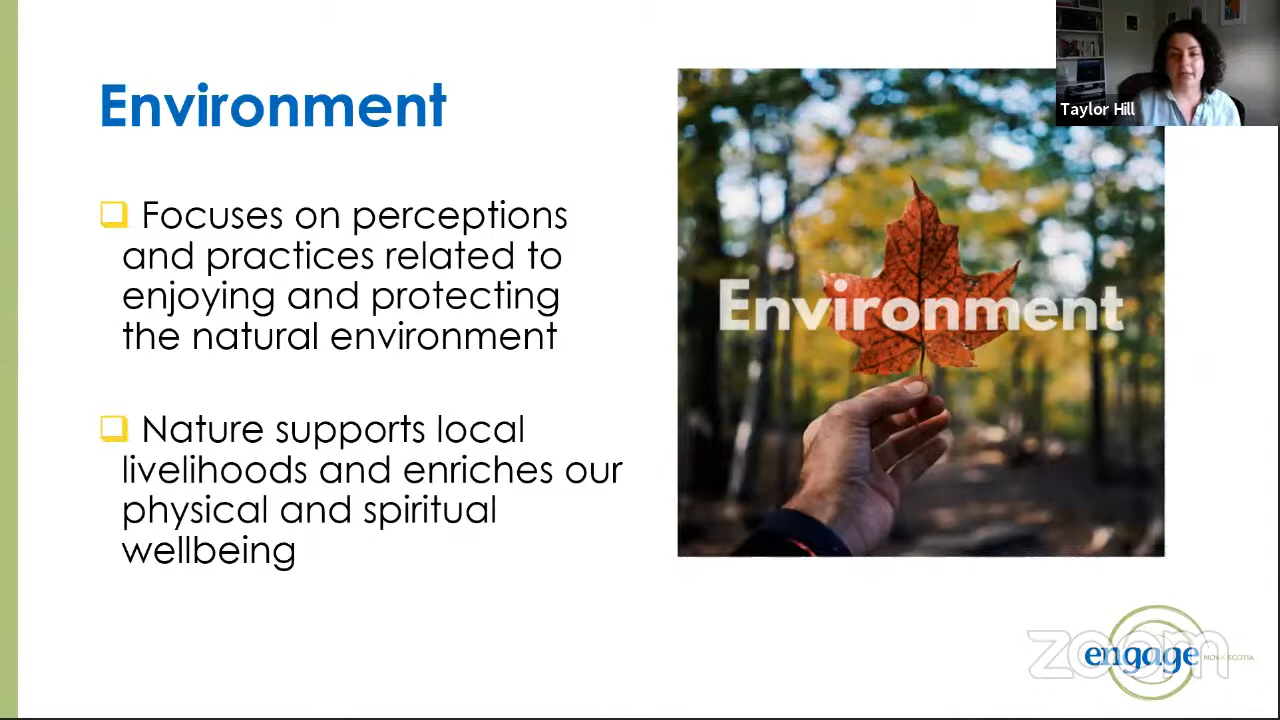 Environment
Focuses on perceptions
and practices related to
enjoying and protecting
the natural environment
Nature supports local
livelihoods and enriches our
physical and spiritual
wellbeing
Environment
Taylor Hill
zoom
engage
NOVA SCOTIA